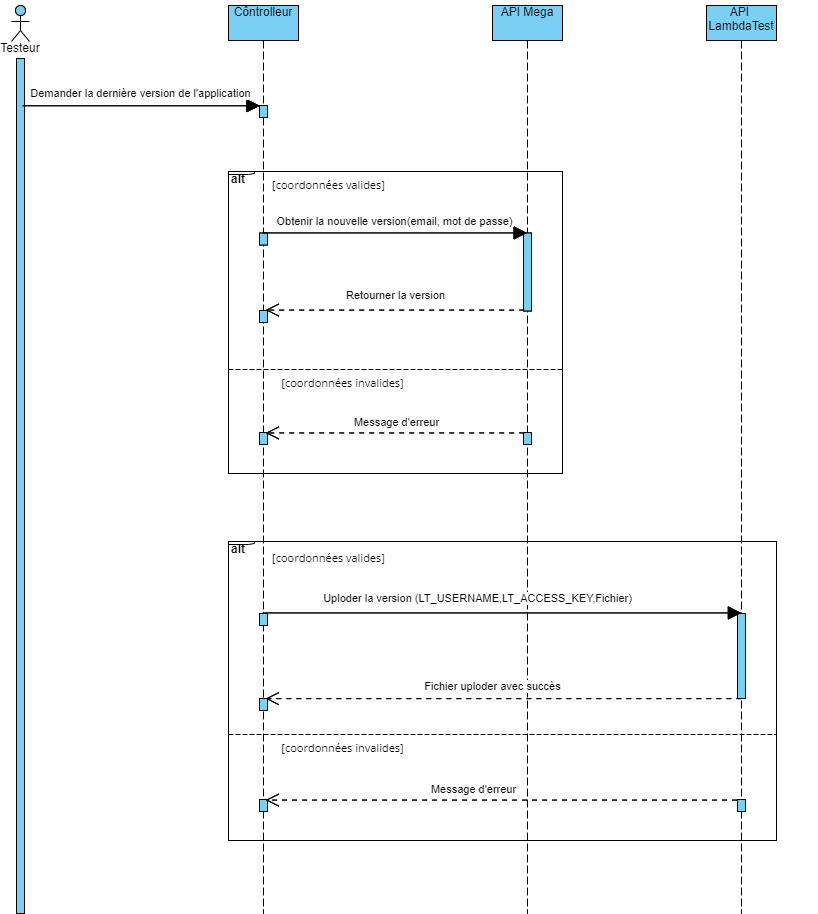 Testeur
Côntrolleur
API Mega
API
LambdaTest
Demander la dernière version de l'application
alt
[coordonnées valides]
Obtenir la nouvelle version(email, mot de passe)
Retourner la version
[coordonnées invalides]
Message d'erreur
alt
[coordonnées valides]
Uploder la version (LT_USERNAME,LT_ACCESS_KEY,Fichier)
Fichier uploder avec succès
[coordonnées invalides]
Message d'erreur